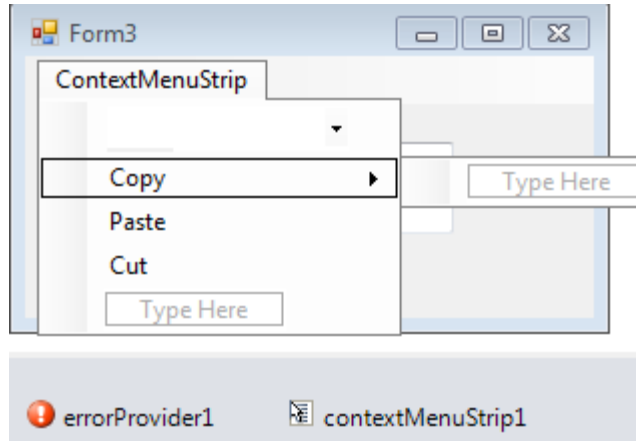 Form3
ContextMenuStrip
Copy
Type Here
Paste
Cut
Type Here
errorProvider1
contextMenuStrip1